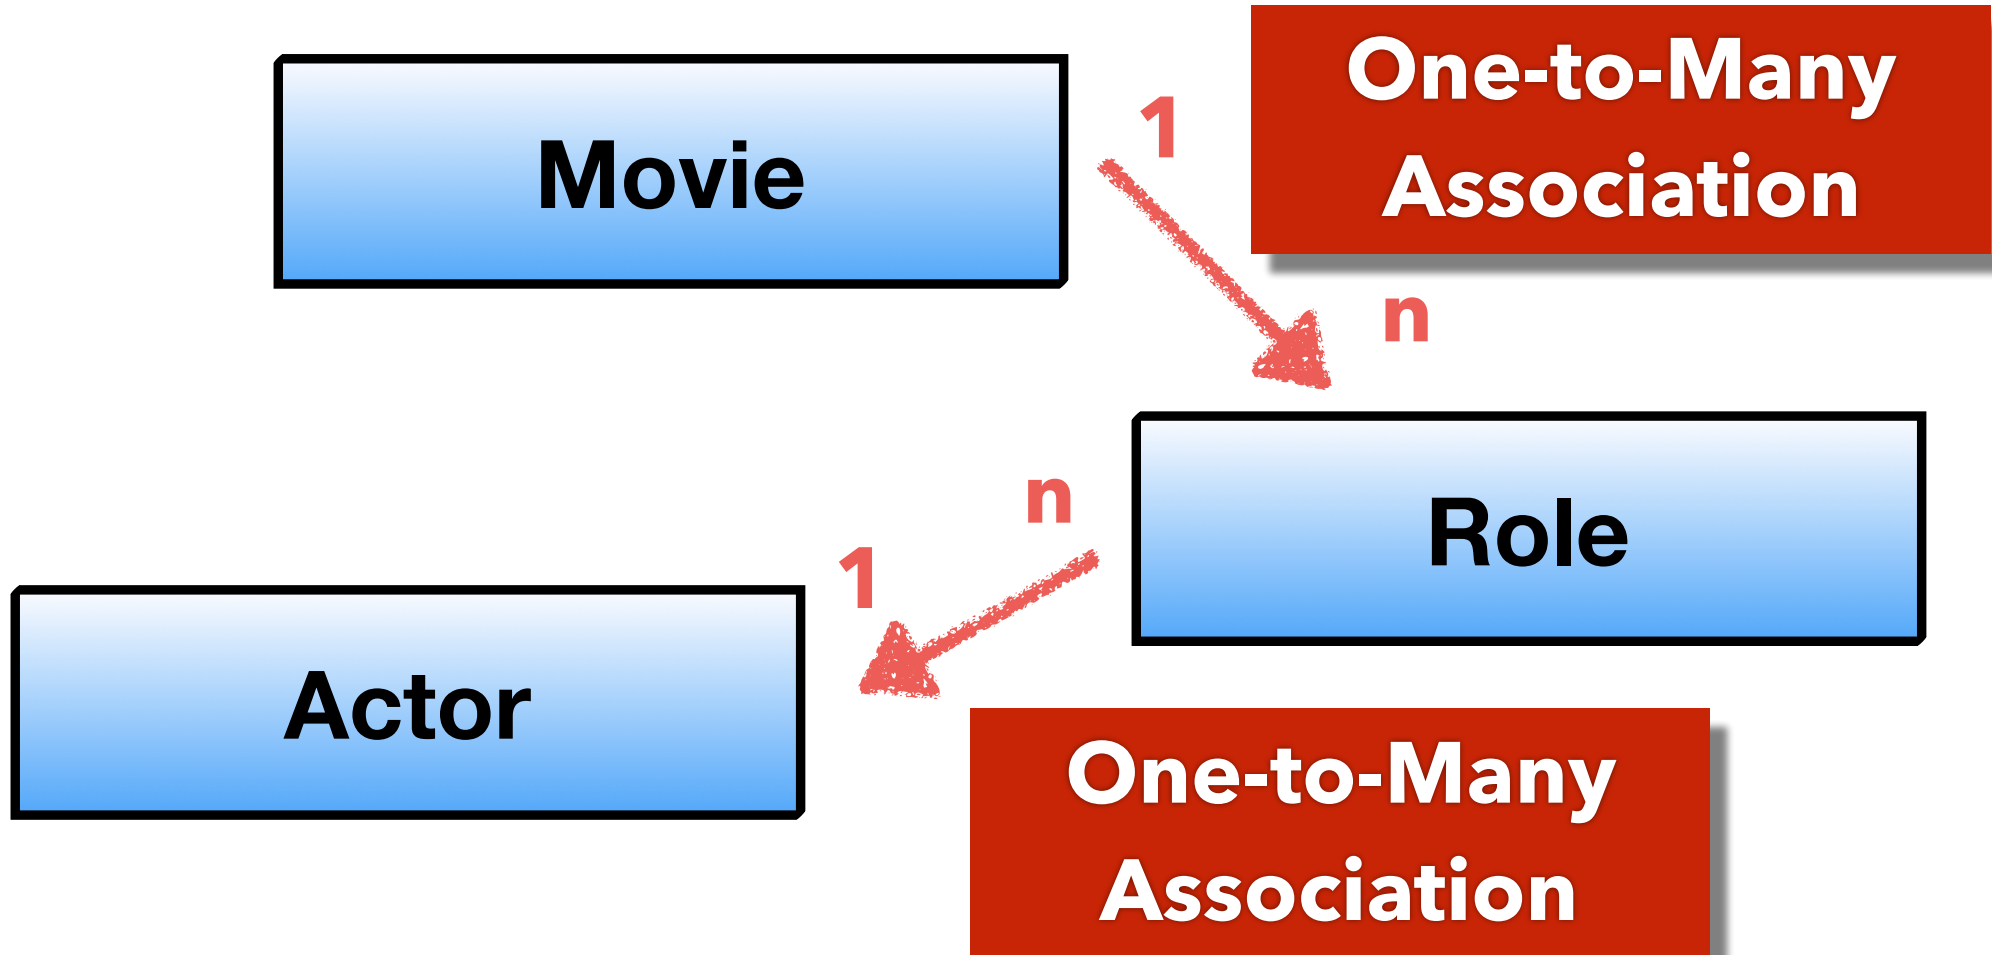 One-to-Many
Association
Movie
1
n
Role
n
1
Actor
One-to-Many
Association